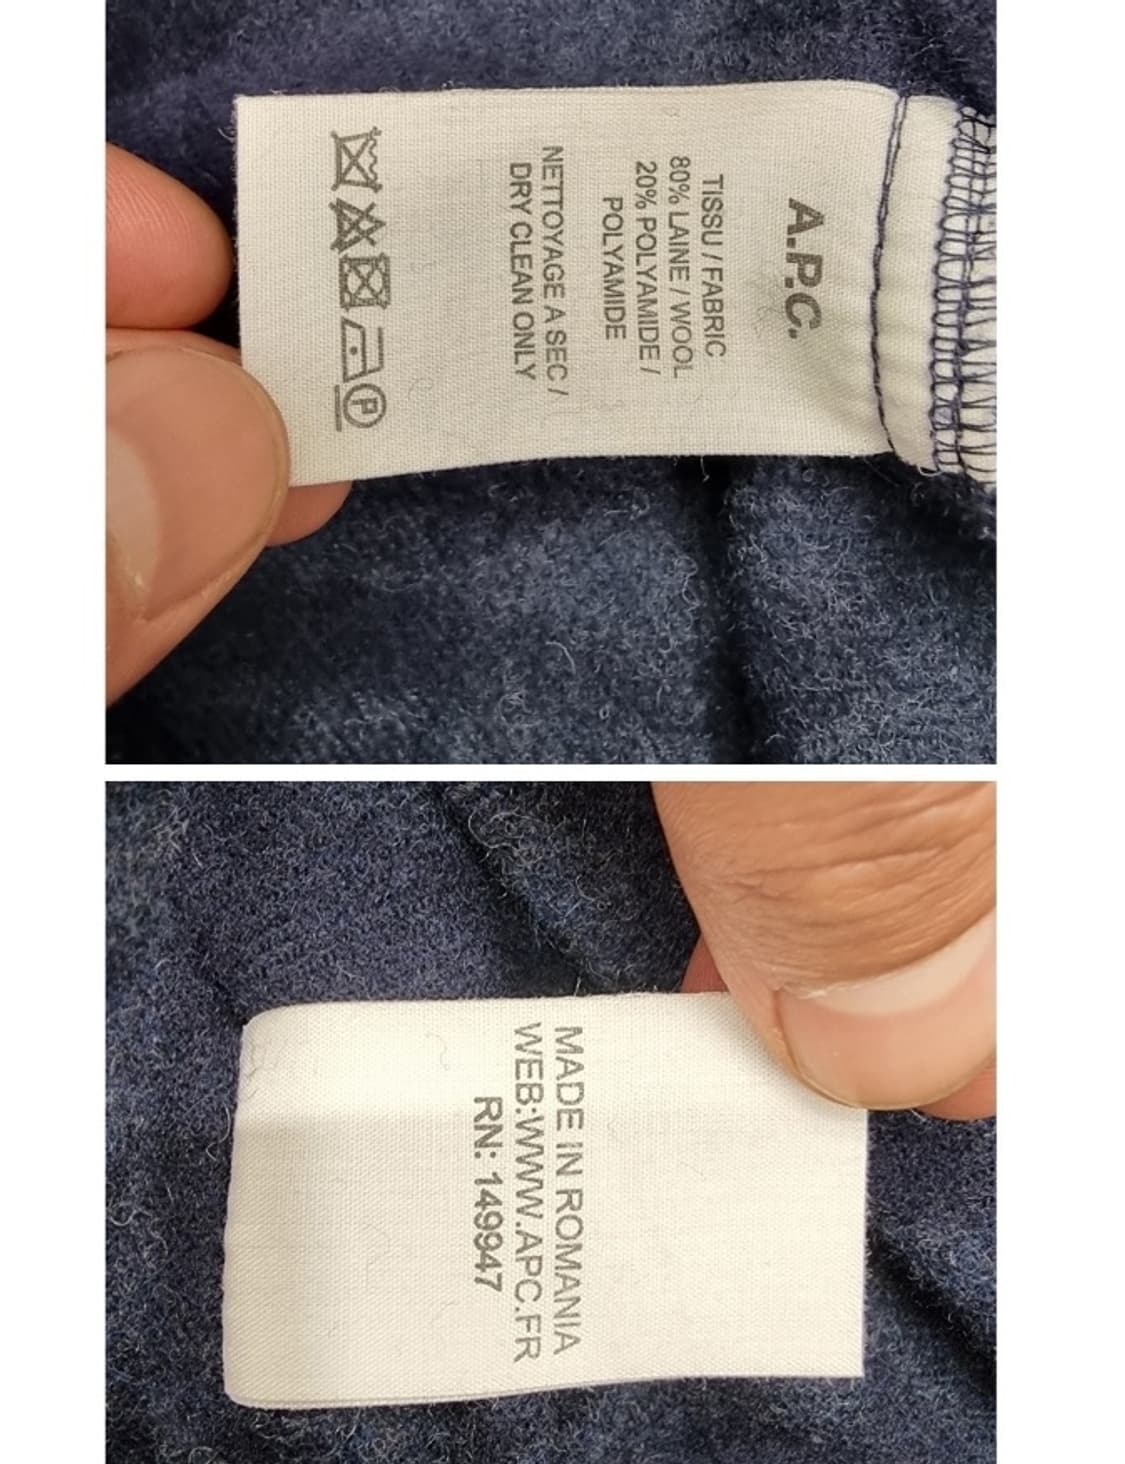 A.P.C.
TISSU / FABRIC
80% LAINE / WOOL
20% POLYAMIDE /
POLYAMIDE
NETTOYAGE A SEC /
DRY CLEAN ONLY
P
MADE IN ROMANIA
WEB:WWW.APC.FR
RN: 149947